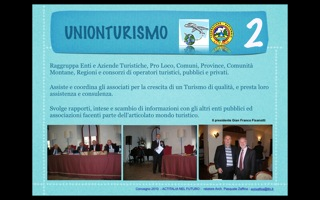 UNIONTURISMO
2
Raggruppa Enti e Aziende Turistiche, Pro Loco, Comuni, Province, Comunità
Montane, Regioni e consorzi di operatori turistici, pubblici e privati.
Assiste e coordina gli associati per la crescita di un Turismo di qualità, e presta loro
assistenza e consulenza.
Svolge rapporti, intese e scambio di informazioni con gli altri enti pubblici ed
associazioni facenti parte dell'articolato mondo turistico.
Il presidente Gian Franco Fisanotti